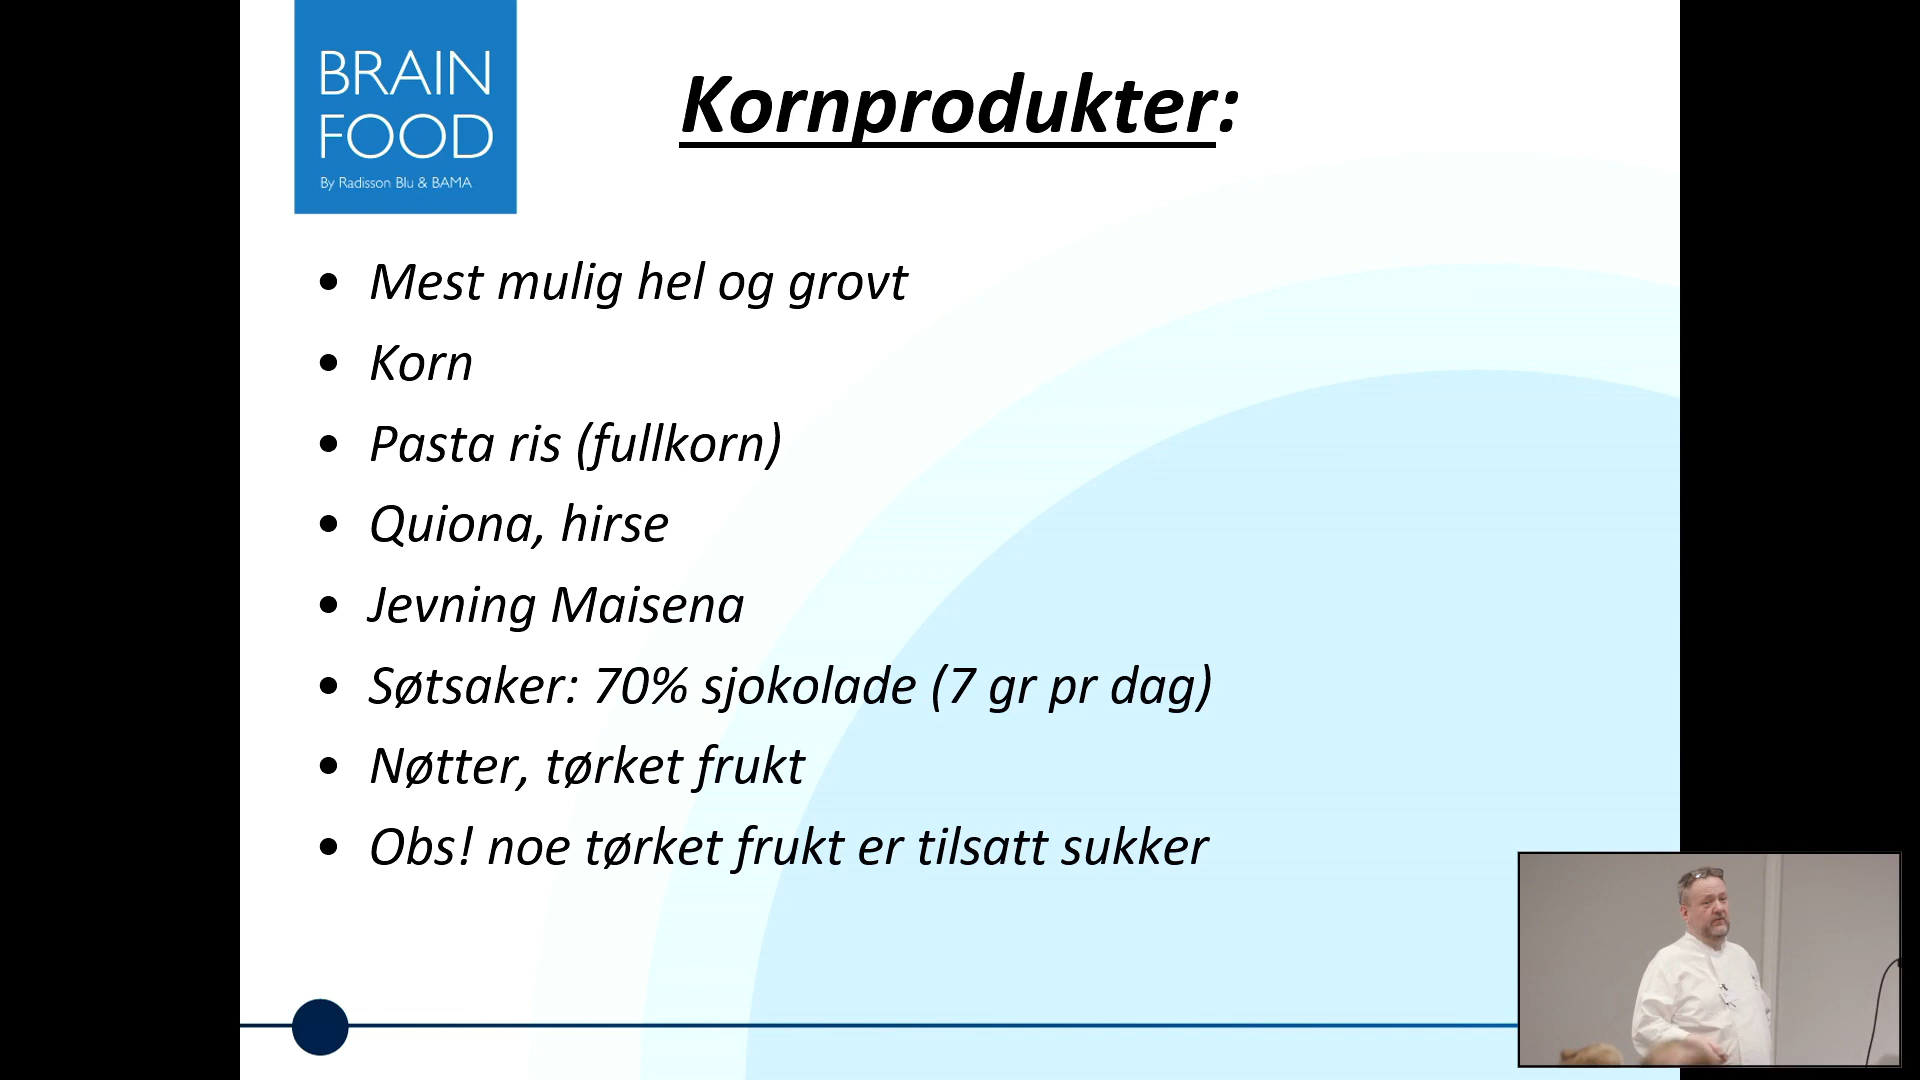 BRAIN
FOOD
By Radisson Blu & BAMA
Kornprodukter:
• Mest mulig hel og grovt
• Korn
• Pasta ris (fullkorn)
• Quiona, hirse
• Jevning Maisena
• Søtsaker: 70% sjokolade (7 gr pr dag)
• Nøtter, tørket frukt
• Obs! noe tørket frukt er tilsatt sukker